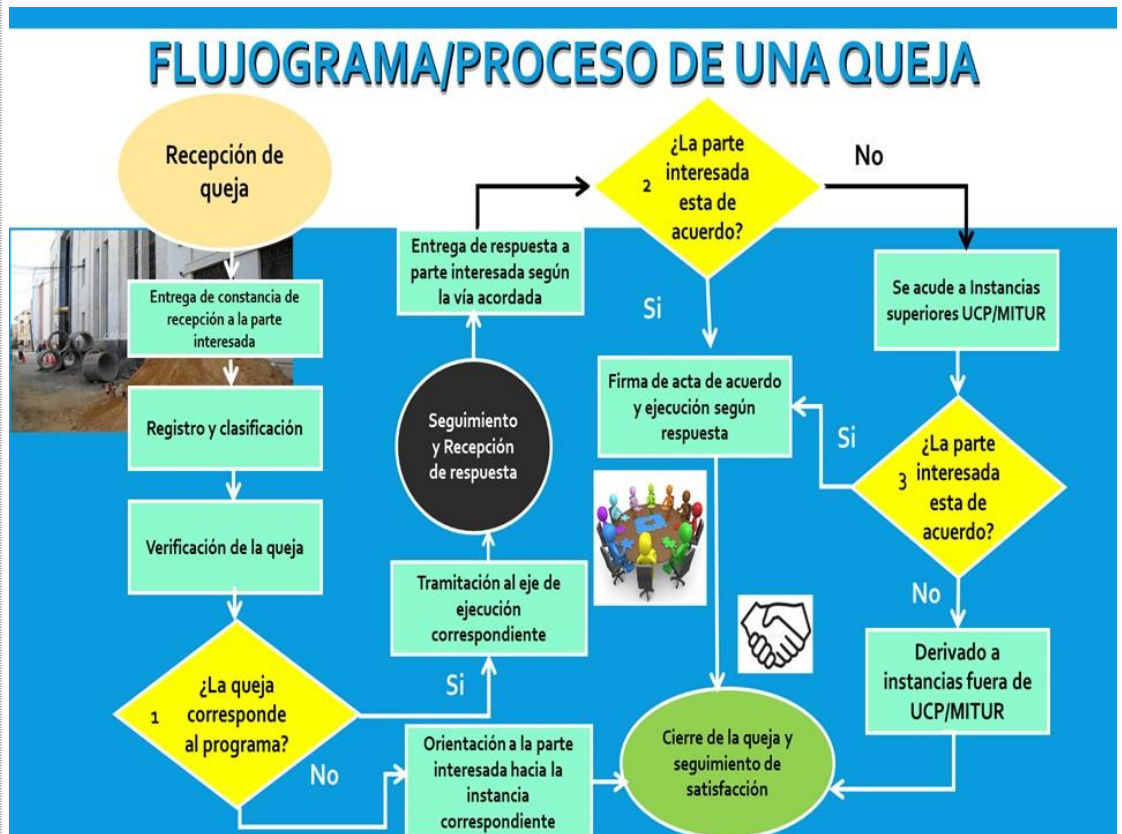 FLUJOGRAMA/PROCESO DE UNA QUEJA
Recepción de
queja
Entrega de constancia de
recepción a la parte
interesada
Registro y clasificación
Verificación de la queja
1
¿La queja
corresponde
al programa?
Si
No
Tramitación al eje de
ejecución
correspondiente
Orientación a la parte
interesada hacia la
instancia
correspondiente
Seguimiento
y Recepción
de respuesta
Entrega de respuesta a
parte interesada según
la vía acordada
2
¿La parte
interesada
esta de
acuerdo?
Si
No
Firma de acta de acuerdo
y ejecución según
respuesta
Se acude a Instancias
superiores UCP/MITUR
3
¿La parte
interesada
esta de
acuerdo?
Si
No
Derivado a
instancias fuera de
UCP/MITUR
Cierre de la queja y
seguimiento de
satisfacción